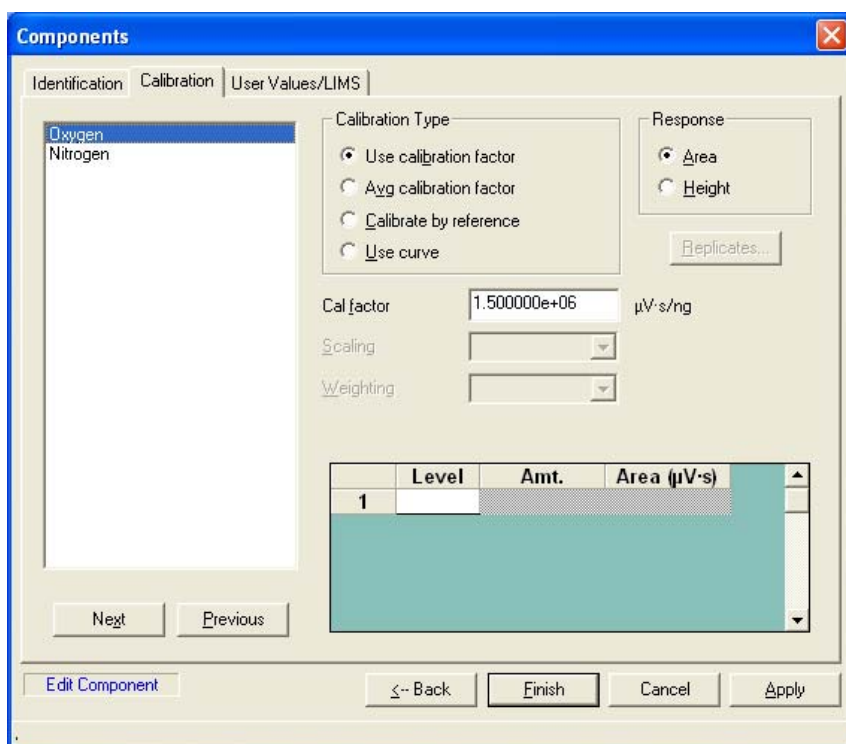 Components
Identification Calibration User Values/LIMS
Oxygen
Nitrogen
Calibration Type
Use calibration factor
Avg calibration factor
Calibrate by reference
Use curve
Response
Area
Height
Replicates...
Cal factor 1.500000e+06 µV·s/ng
Scaling
Weighting
Level Amt. Area (µV·s)
1
Next Previous
Edit Component <-- Back Finish Cancel Apply
.